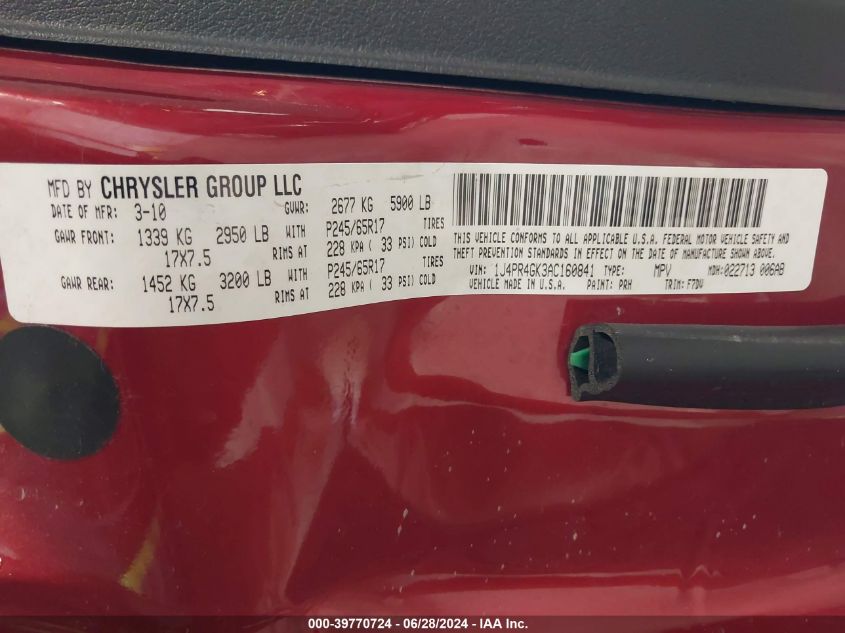 MFD BY CHRYSLER GROUP LLC
DATE OF MFR: 3-10 GVWR: 2677 KG 5900 LB
GAWR FRONT: 1339 KG 2950 LB WITH P245/65R17 TIRES
17X7.5 RIMS AT 228 KPA ( 33 PSI) COLD
GAWR REAR: 1452 KG 3200 LB WITH P245/65R17 TIRES
17X7.5 RIMS AT 228 KPA ( 33 PSI) COLD
THIS VEHICLE CONFORMS TO ALL APPLICABLE U.S.A. FEDERAL MOTOR VEHICLE SAFETY AND
THEFT PREVENTION STANDARDS IN EFFECT ON THE DATE OF MANUFACTURE SHOWN ABOVE.
VIN: 1J4PR4GK3AC160841 TYPE: MPV MDH: 022713 006AB
VEHICLE MADE IN U.S.A. PAINT: PRH TRIM: F7DV
000-39770724 - 06/28/2024 - IAA Inc.